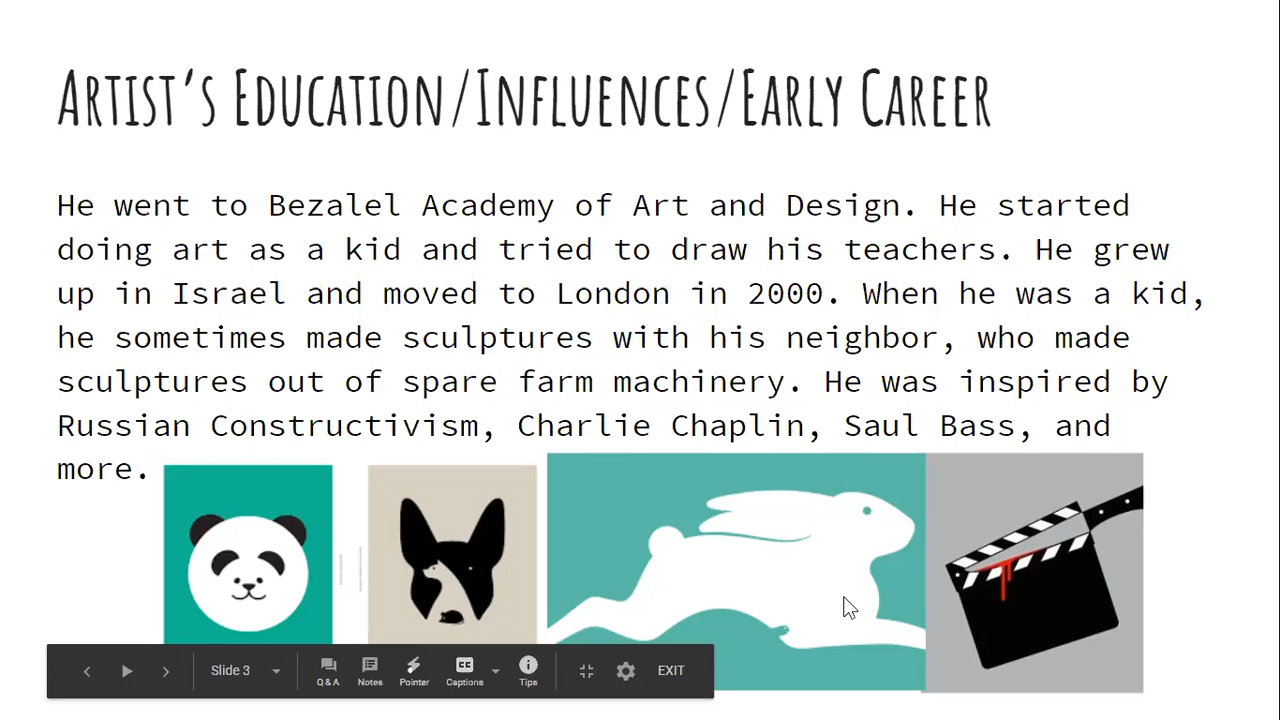 Artist's Education/Influences/Early Career
He went to Bezalel Academy of Art and Design. He started
doing art as a kid and tried to draw his teachers. He grew
up in Israel and moved to London in 2000. When he was a kid,
he sometimes made sculptures with his neighbor, who made
sculptures out of spare farm machinery. He was inspired by
Russian Constructivism, Charlie Chaplin, Saul Bass, and
more.
Slide 3
Q & A
Notes
Pointer
CC
Captions
Tips
EXIT